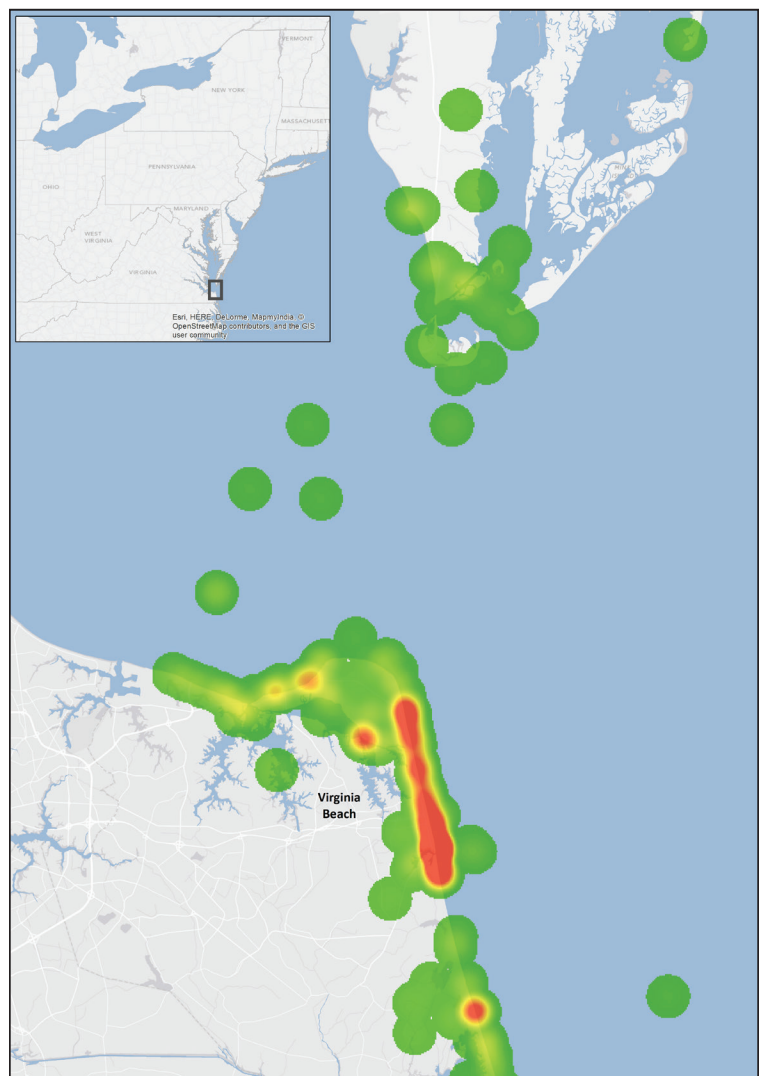 VERMONT
NEW YORK
MASSACHUSETT
PENNSYLVANIA
OHIO
MARYLAND
WEST
VIRGINIA
VIRGINIA
Esri, HERE, DeLorme, MapmyIndia, ©
OpenStreetMap contributors, and the GIS
user community
Virginia
Beach